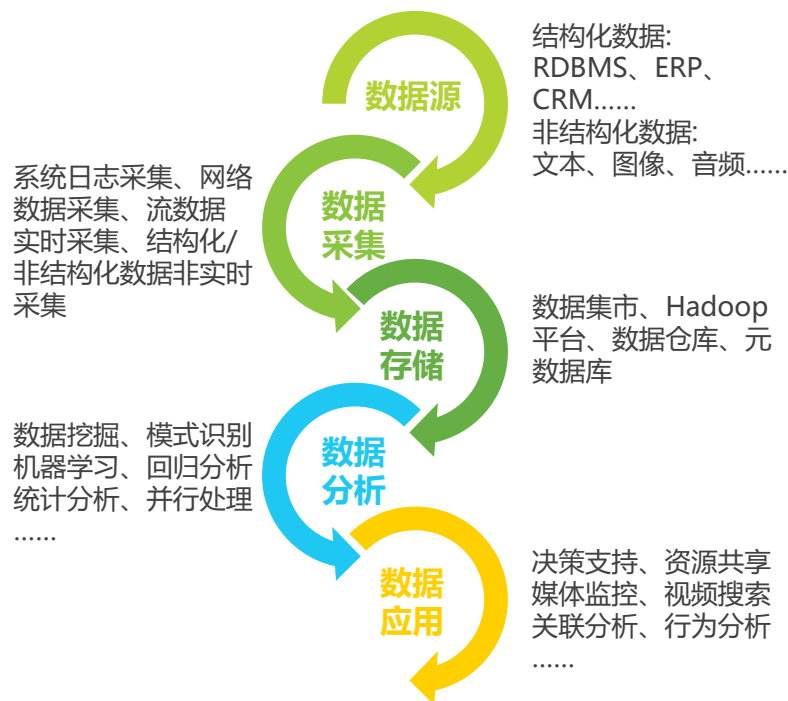 数据源
结构化数据:
RDBMS、ERP、
CRM......
非结构化数据:
文本、图像、音频......
数据
采集
系统日志采集、网络
数据采集、流数据
实时采集、结构化/
非结构化数据非实时
采集
数据
存储
数据集市、Hadoop
平台、数据仓库、元
数据库
数据
分析
数据挖掘、模式识别
机器学习、回归分析
统计分析、并行处理
......
数据
应用
决策支持、资源共享
媒体监控、视频搜索
关联分析、行为分析
......